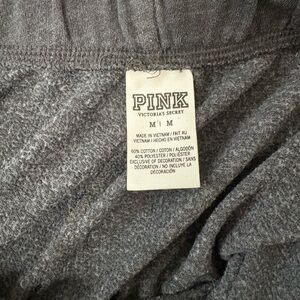 PINK
VICTORIA'S SECRET
M | M
MADE IN VIETNAM / FAIT AU
VIETNAM / HECHO EN VIETNAM
60% COTTON / COTON / ALGODÓN
40% POLYESTER / POLIÉSTER
EXCLUSIVE OF DECORATION / SANS
DÉCORATION / NO INCLUYE LA
DECORACIÓN